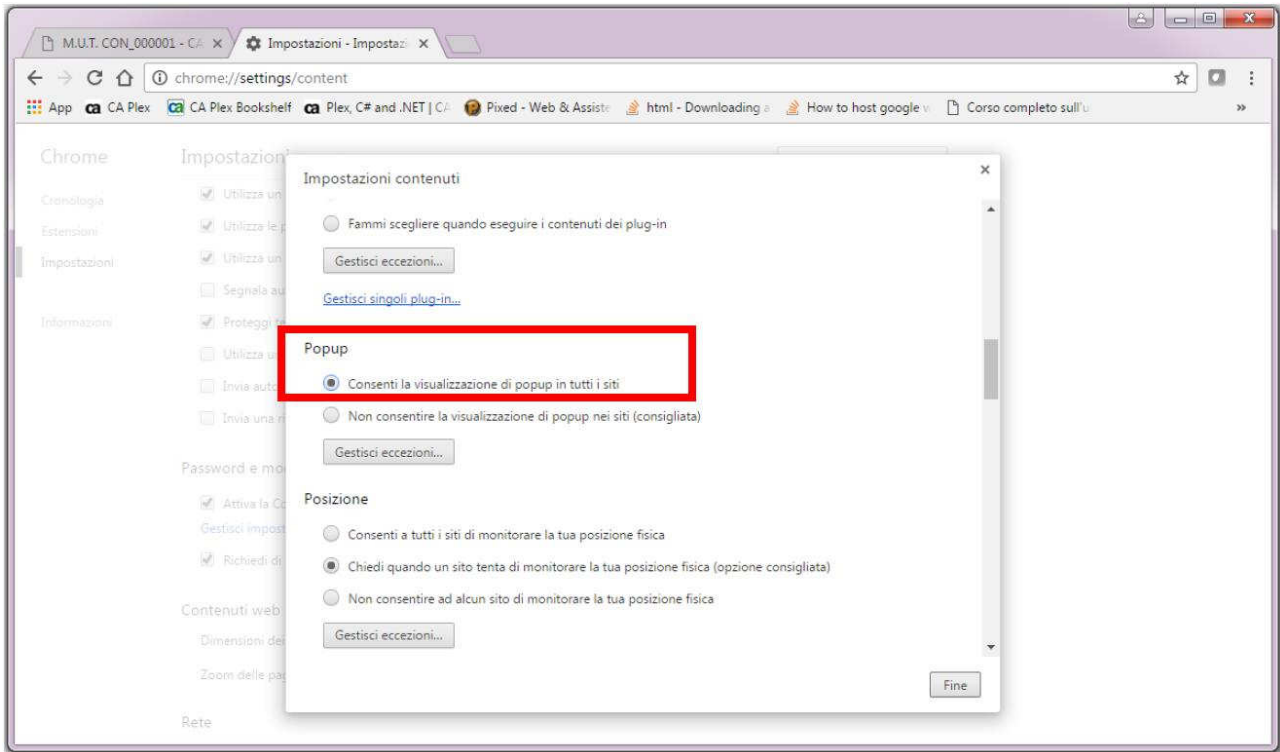 M.U.T. CON_000001 - CA
Impostazioni - Impostaz
chrome://settings/content
App CA Plex CA Plex Bookshelf Plex, C# and .NET | CA Pixed - Web & Assiste html - Downloading a How to host google w Corso completo sull'u »
Chrome
Impostazioni
Cronologia
Estensioni
Impostazioni
Informazioni
Utilizza un
Utilizza le p
Utilizza un
Segnala au
Proteggi te
Utilizza un
Invia auto
Invia una ri
Password e mo
Attiva la Co
Gestisci impost
Richiedi di
Contenuti web
Dimensioni dei
Zoom delle pag
Rete
Impostazioni contenuti
Fammi scegliere quando eseguire i contenuti dei plug-in
Gestisci eccezioni...
Gestisci singoli plug-in...
Popup
Consenti la visualizzazione di popup in tutti i siti
Non consentire la visualizzazione di popup nei siti (consigliata)
Gestisci eccezioni...
Posizione
Consenti a tutti i siti di monitorare la tua posizione fisica
Chiedi quando un sito tenta di monitorare la tua posizione fisica (opzione consigliata)
Non consentire ad alcun sito di monitorare la tua posizione fisica
Gestisci eccezioni...
Fine